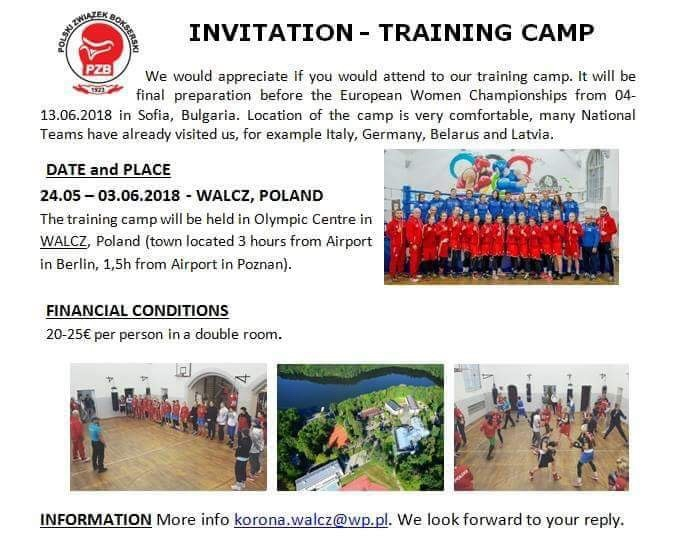 POLSKI ZWIĄZEK BOKSERSKI
PZB
1923
INVITATION - TRAINING CAMP
We would appreciate if you would attend to our training camp. It will be
final preparation before the European Women Championships from 04-
13.06.2018 in Sofia, Bulgaria. Location of the camp is very comfortable, many National
Teams have already visited us, for example Italy, Germany, Belarus and Latvia.
DATE and PLACE
24.05 – 03.06.2018 - WALCZ, POLAND
The training camp will be held in Olympic Centre in
WALCZ, Poland (town located 3 hours from Airport
in Berlin, 1,5h from Airport in Poznan).
FINANCIAL CONDITIONS
20-25€ per person in a double room.
INFORMATION More info korona.walcz@wp.pl. We look forward to your reply.